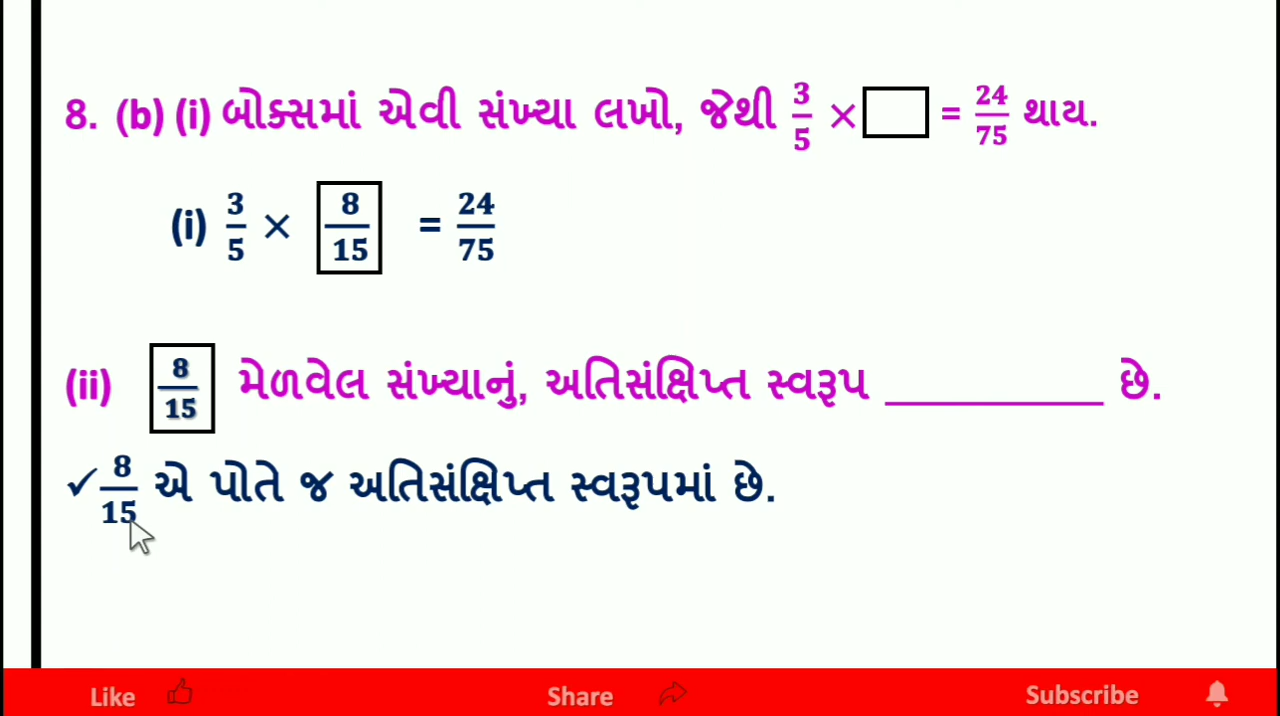 8. (b) (i) બોક્સમાં એવી સંખ્યા લખો, જેથી 3/5 × □ = 24/75 થાય.
(i) 3/5 × 8/15 = 24/75
(ii) 8/15 મેળવેલ સંખ્યાનું, અતિસંક્ષિપ્ત સ્વરૂપ __________ છે.
✓ 8/15 એ પોતે જ અતિસંક્ષિપ્ત સ્વરૂપમાં છે.
Like Share Subscribe